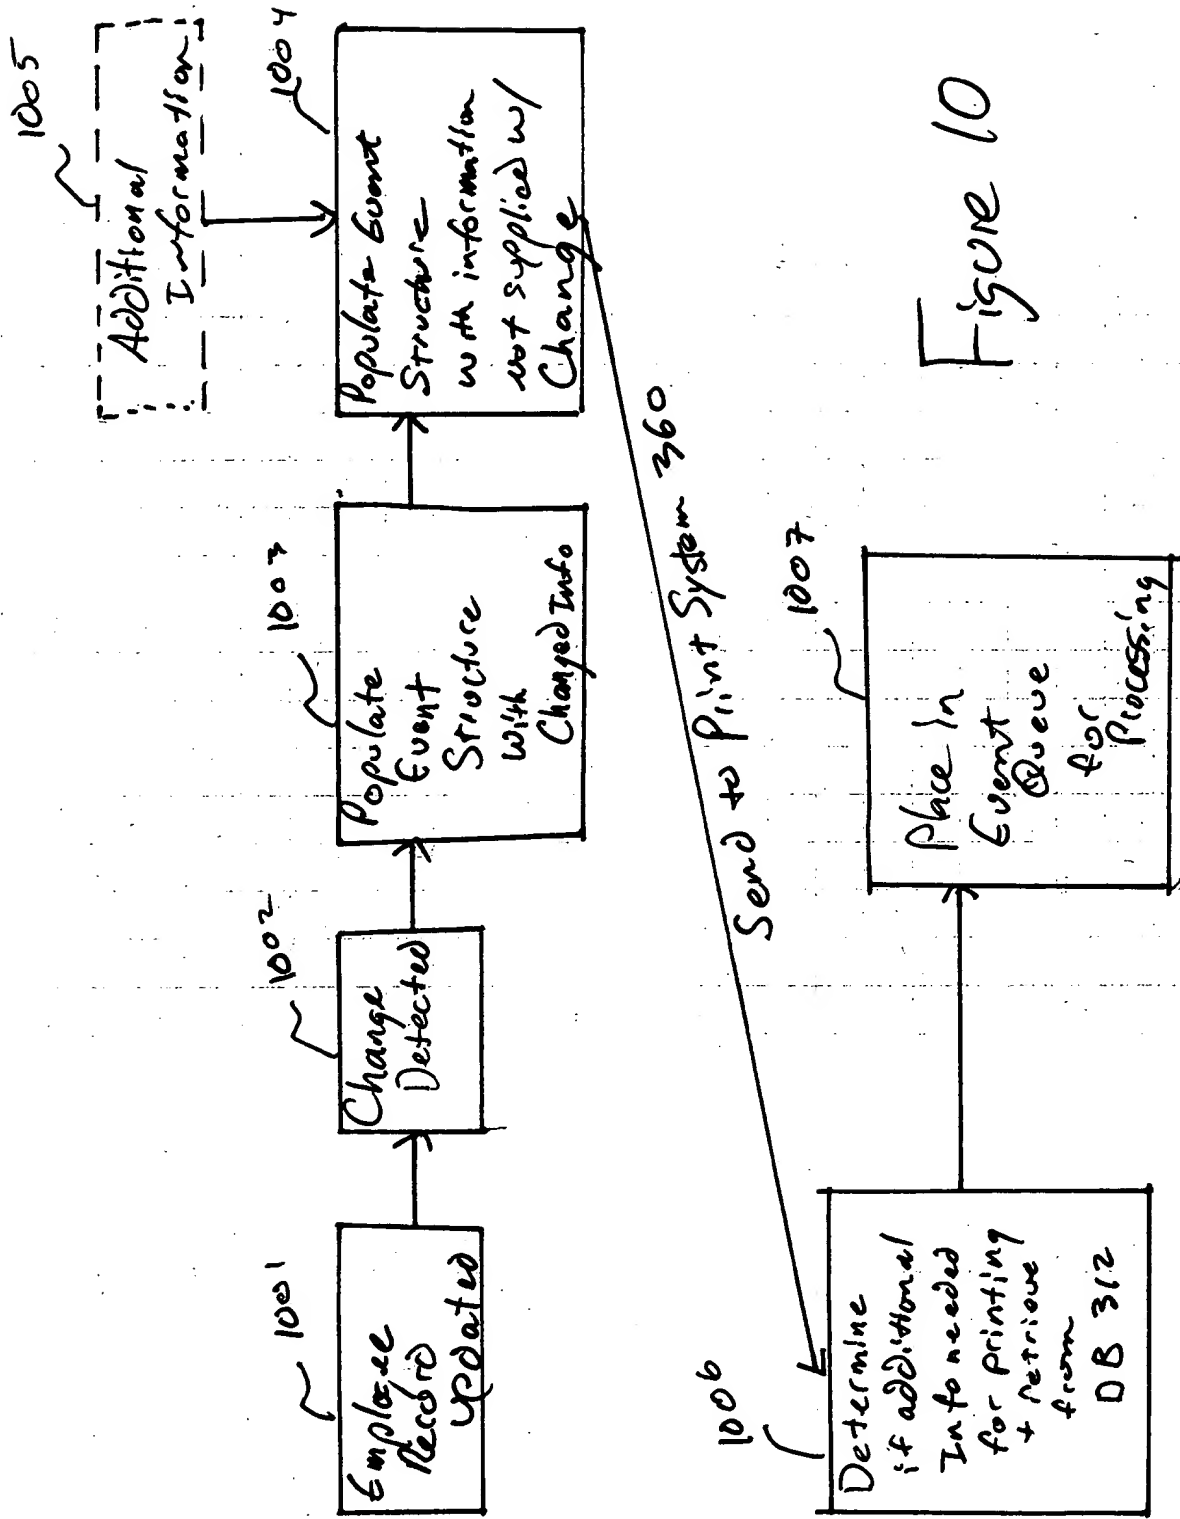 1001
Employee
Record
Updated
1002
Change
Detected
1003
Populate
Event
Structure
With
Changed Info
1004
Populate Event
Structure
with information
not supplied w/
Change
1005
Additional
Information
Send to Print System 360
1006
Determine
if additional
Info needed
for printing
+ retrieve
from
DB 312
1007
Place In
Event
Queue
for
Processing
Figure 10